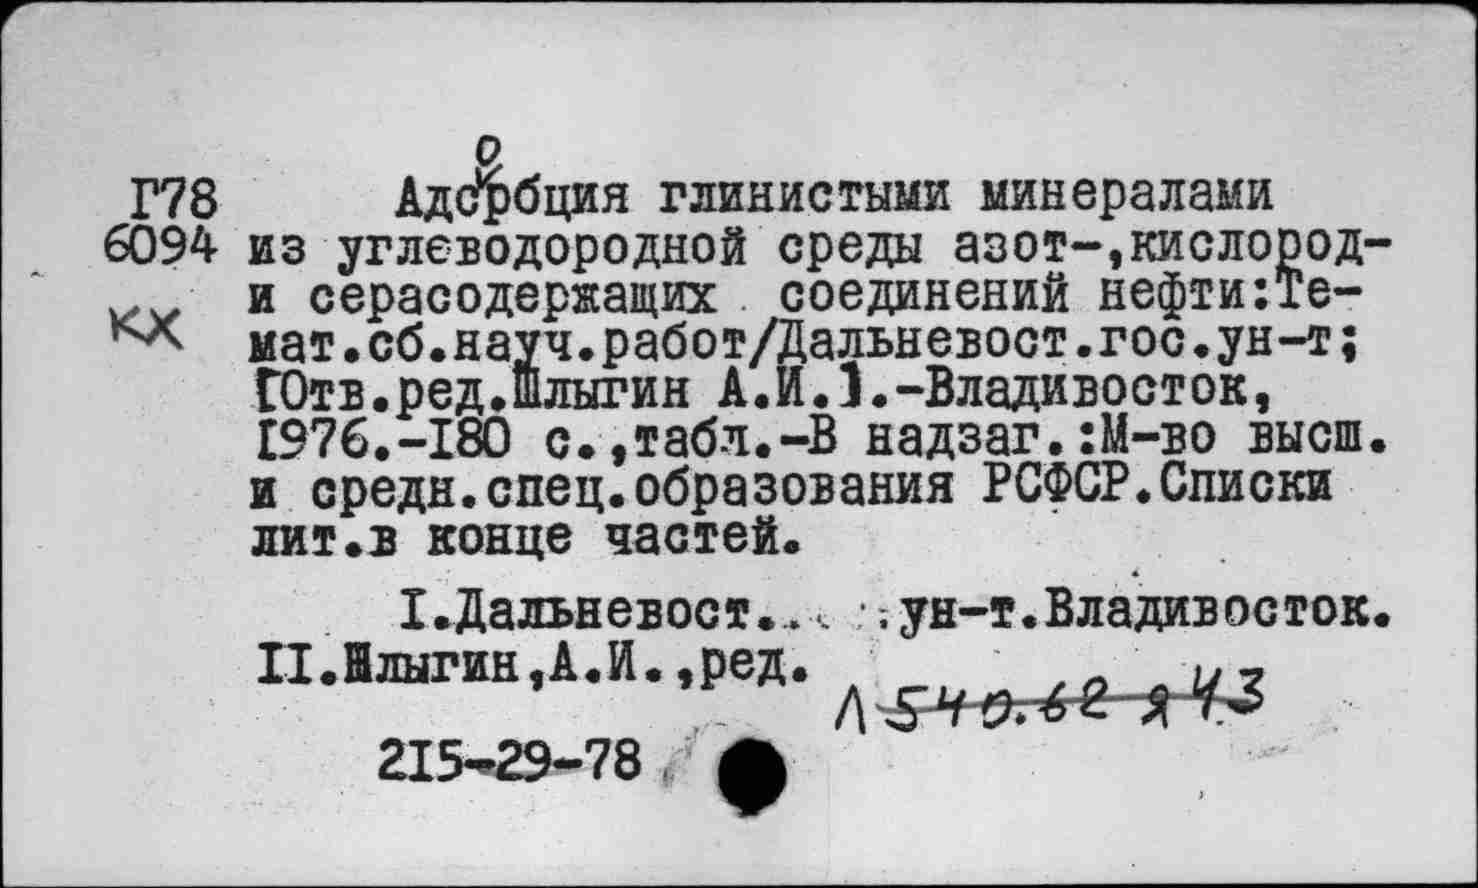 Г78 Адсорбция глинистыми минералами
6094 из углеводородной среды азот-,кислород-
и серасодержащих соединений нефти:Те-
КХ мат.сб.науч.работ/Дальневост.гос.ун-т;
[Отв.ред.Шлыгин А.И.].-Владивосток,
1976.-180 с.,табл.-В надзаг.:М-во высш.
и средн.спец.образования РСФСР.Списки
лит.в конце частей.
I.Дальневост... .ун-т.Владивосток.
II.Шлыгин,А.И.,ред.
Л 540.62 я 43
215-29-78